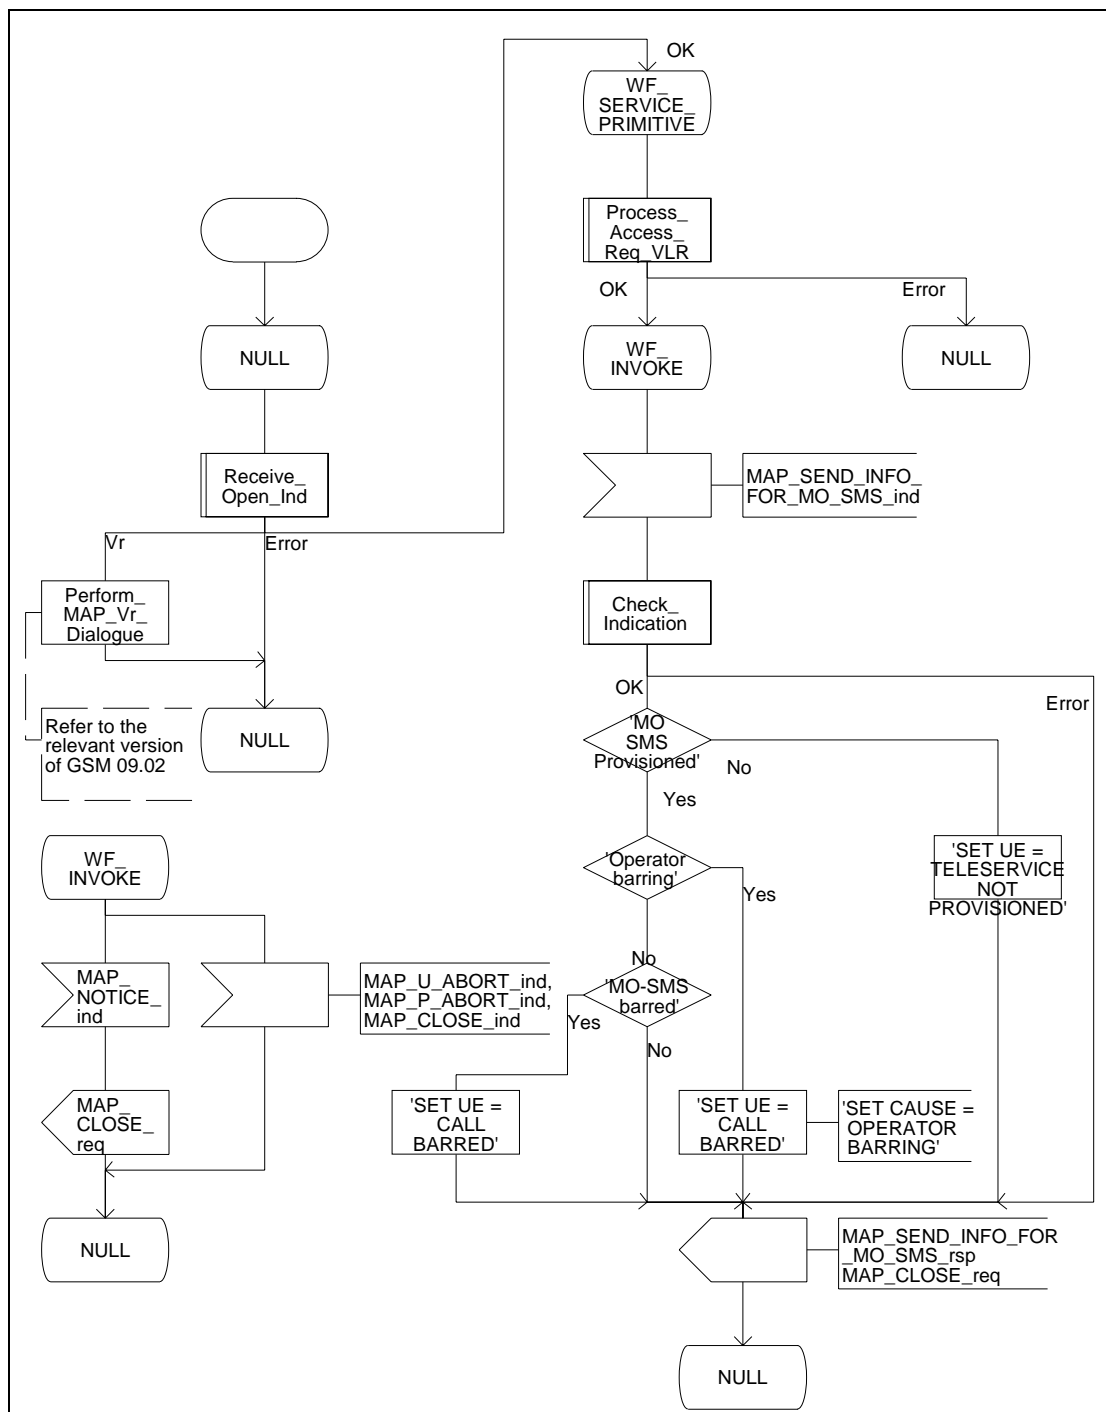 OK
WF_
SERVICE_
PRIMITIVE
Process_
Access_
Req_VLR
OK
Error
NULL
WF_
INVOKE
NULL
Receive_
Open_Ind
MAP_SEND_INFO_
FOR_MO_SMS_ind
Vr
Error
Perform_
MAP_Vr_
Dialogue
Check_
Indication
OK
Error
Refer to the
relevant version
of GSM 09.02
NULL
'MO
SMS
Provisioned'
No
Yes
WF_
INVOKE
'Operator
barring'
Yes
'SET UE =
TELESERVICE
NOT
PROVISIONED'
No
MAP_
NOTICE_
ind
MAP_U_ABORT_ind,
MAP_P_ABORT_ind,
MAP_CLOSE_ind
'MO-SMS
barred'
Yes
No
MAP_
CLOSE_
req
'SET UE =
CALL
BARRED'
'SET UE =
CALL
BARRED'
'SET CAUSE =
OPERATOR
BARRING'
NULL
MAP_SEND_INFO_FOR
_MO_SMS_rsp
MAP_CLOSE_req
NULL